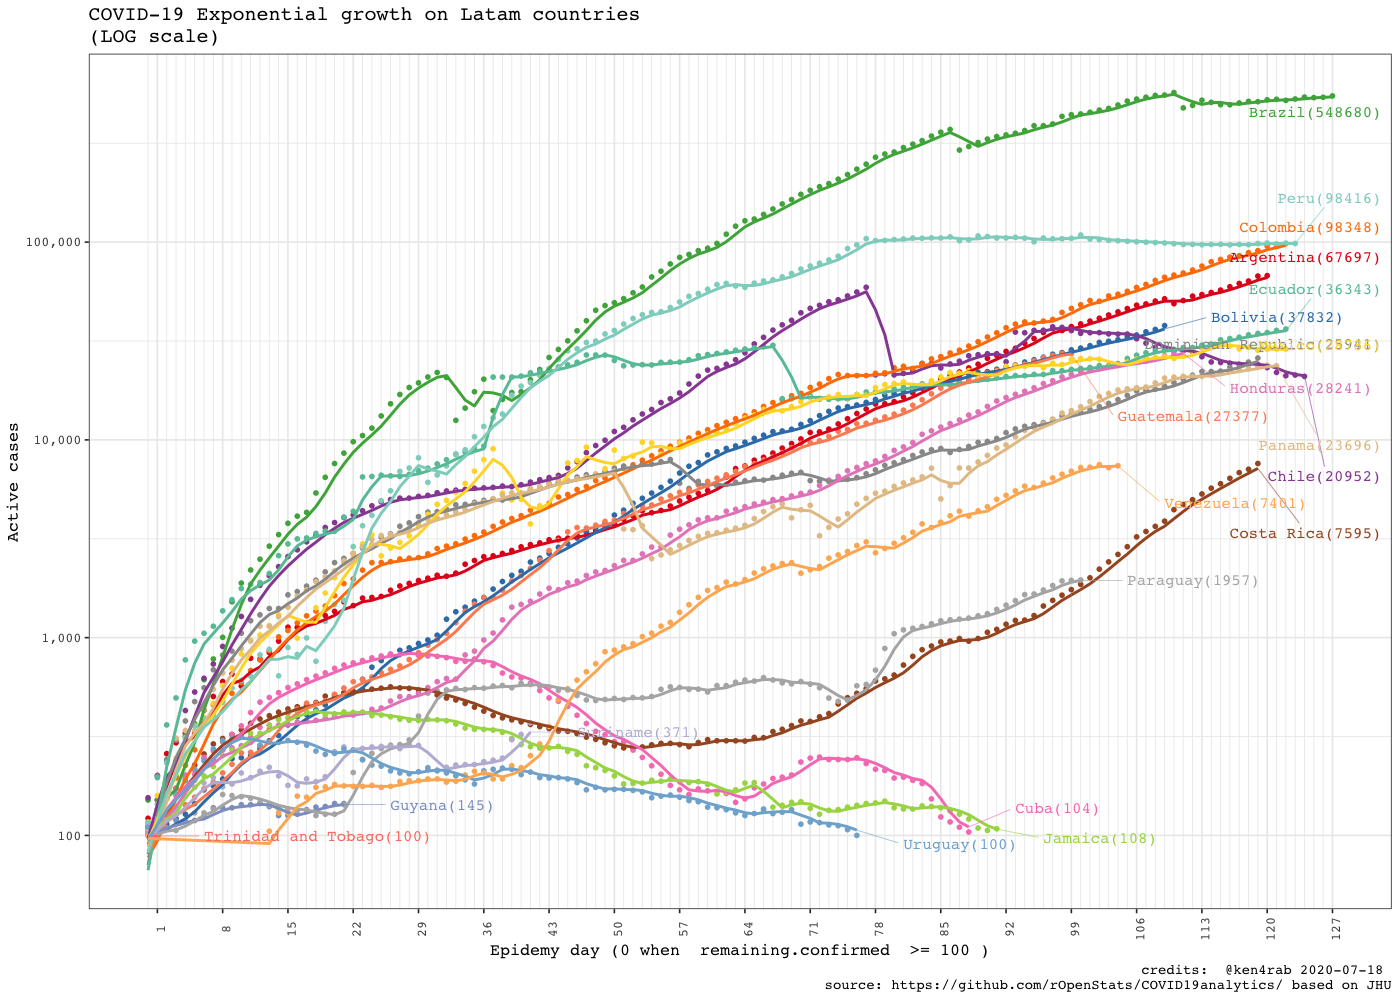 COVID-19 Exponential growth on Latam countries
(LOG scale)
Active cases
100,000
10,000
1,000
100
Brazil(548680)
Peru(98416)
Colombia(98348)
Argentina(67697)
Ecuador(36343)
Bolivia(37832)
Dominican Republic
Honduras(28241)
Guatemala(27377)
Panama(23696)
Chile(20952)
Venezuela(7401)
Costa Rica(7595)
Paraguay(1957)
Suriname(371)
Guyana(145)
Trinidad and Tobago(100)
Cuba(104)
Jamaica(108)
Uruguay(100)
1 8 15 22 29 36 43 50 57 64 71 78 85 92 99 106 113 120 127
Epidemy day (0 when remaining.confirmed >= 100 )
credits: @ken4rab 2020-07-18
source: https://github.com/rOpenStats/COVID19analytics/ based on JHU